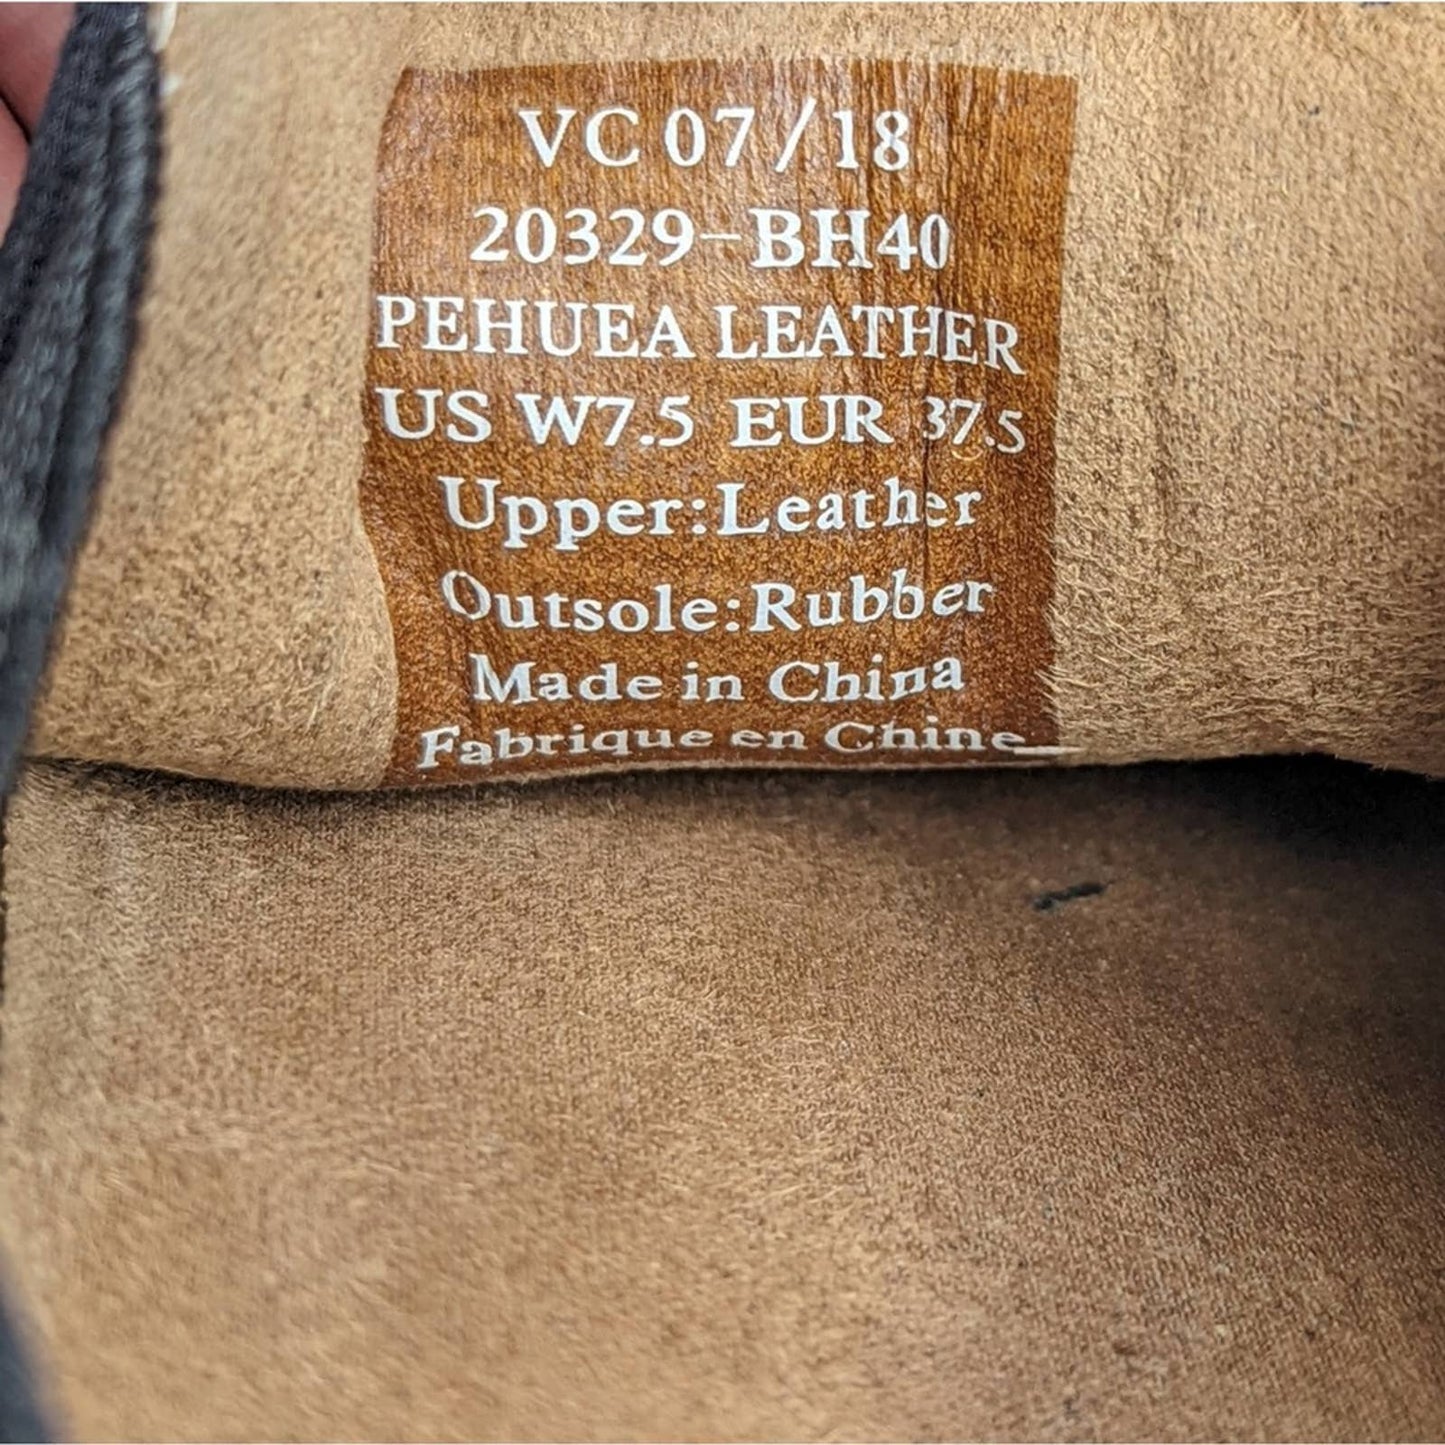 VC 07/18
20329-BH40
PEHUEA LEATHER
US W7.5 EUR 37.5
Upper:Leather
Outsole:Rubber
Made in China
Fabriqué en Chine